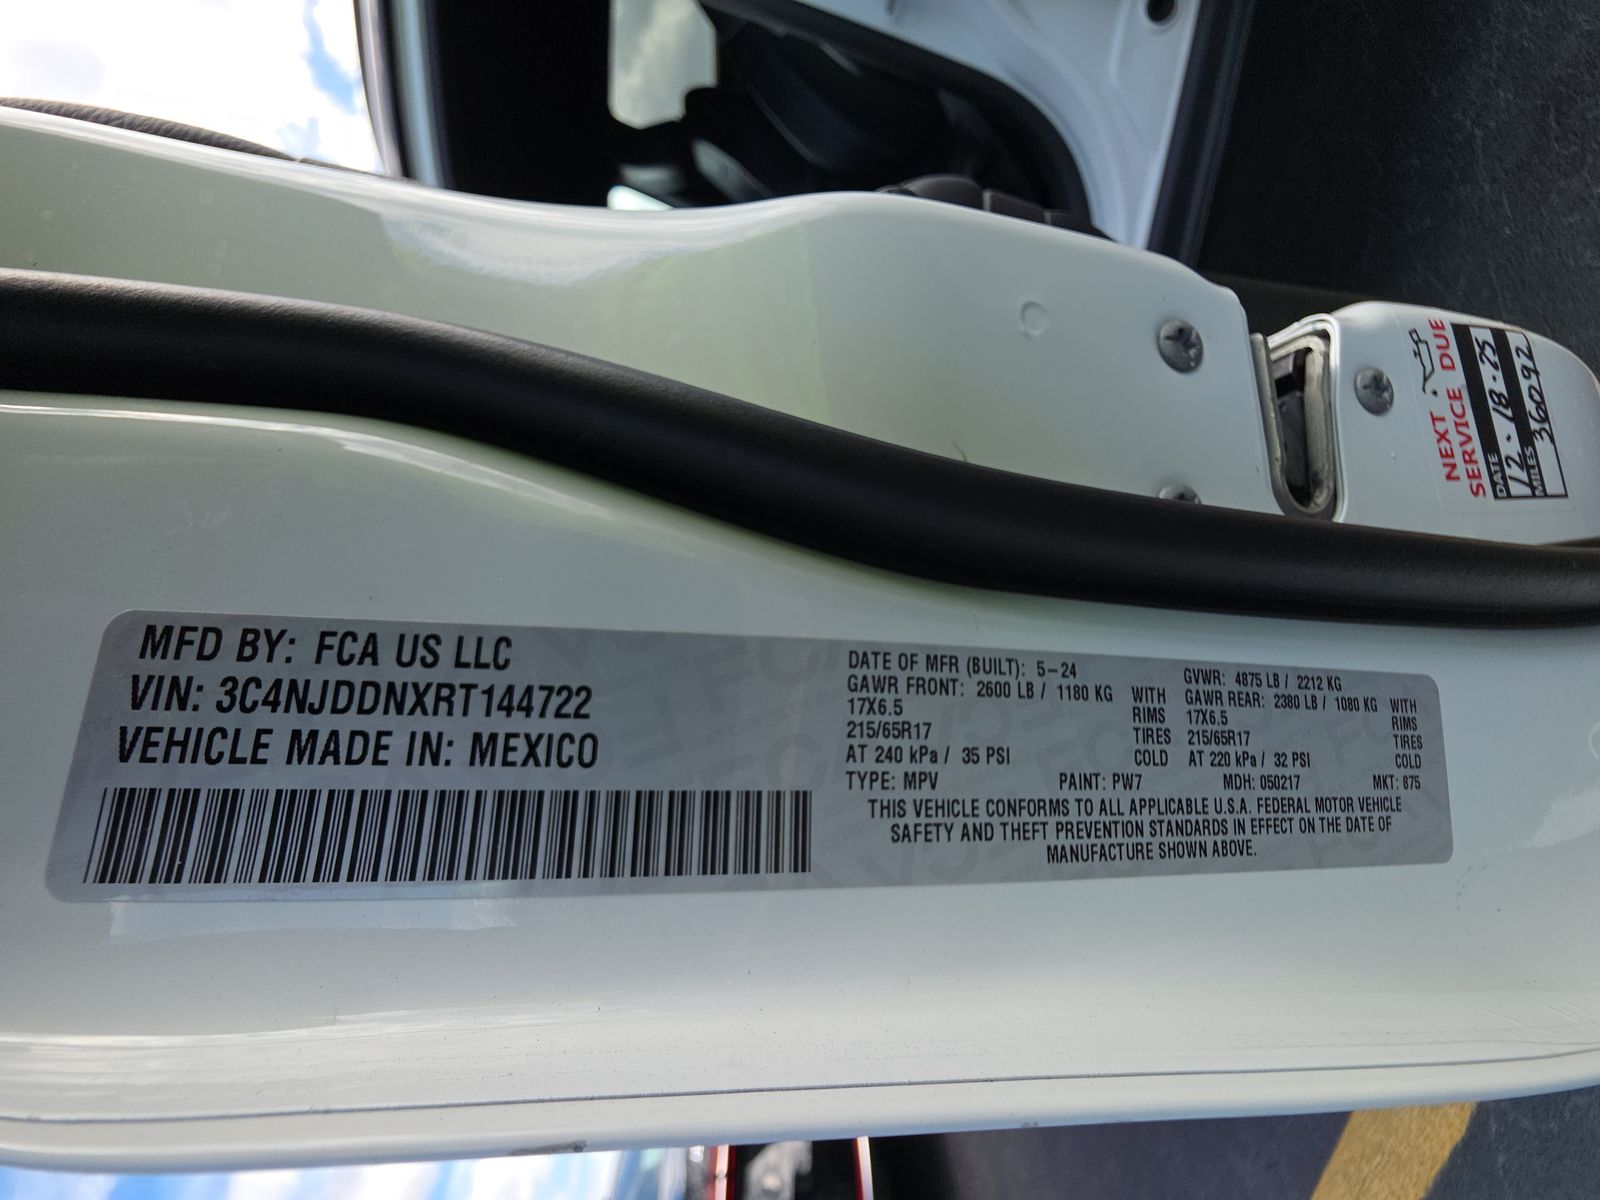 MFD BY: FCA US LLC
VIN: 3C4NJDDNXRT144722
VEHICLE MADE IN: MEXICO
DATE OF MFR (BUILT): 5-24
GAWR FRONT: 2600 LB / 1180 KG WITH
17X6.5 RIMS
215/65R17 TIRES
AT 240 kPa / 35 PSI COLD
GVWR: 4875 LB / 2212 KG
GAWR REAR: 2380 LB / 1080 KG WITH
17X6.5 RIMS
215/65R17 TIRES
AT 220 kPa / 32 PSI COLD
TYPE: MPV PAINT: PW7 MDH: 050217 MKT: 875
THIS VEHICLE CONFORMS TO ALL APPLICABLE U.S.A. FEDERAL MOTOR VEHICLE
SAFETY AND THEFT PREVENTION STANDARDS IN EFFECT ON THE DATE OF
MANUFACTURE SHOWN ABOVE.
NEXT
SERVICE DUE
DATE
12·18·25
MILES
36092